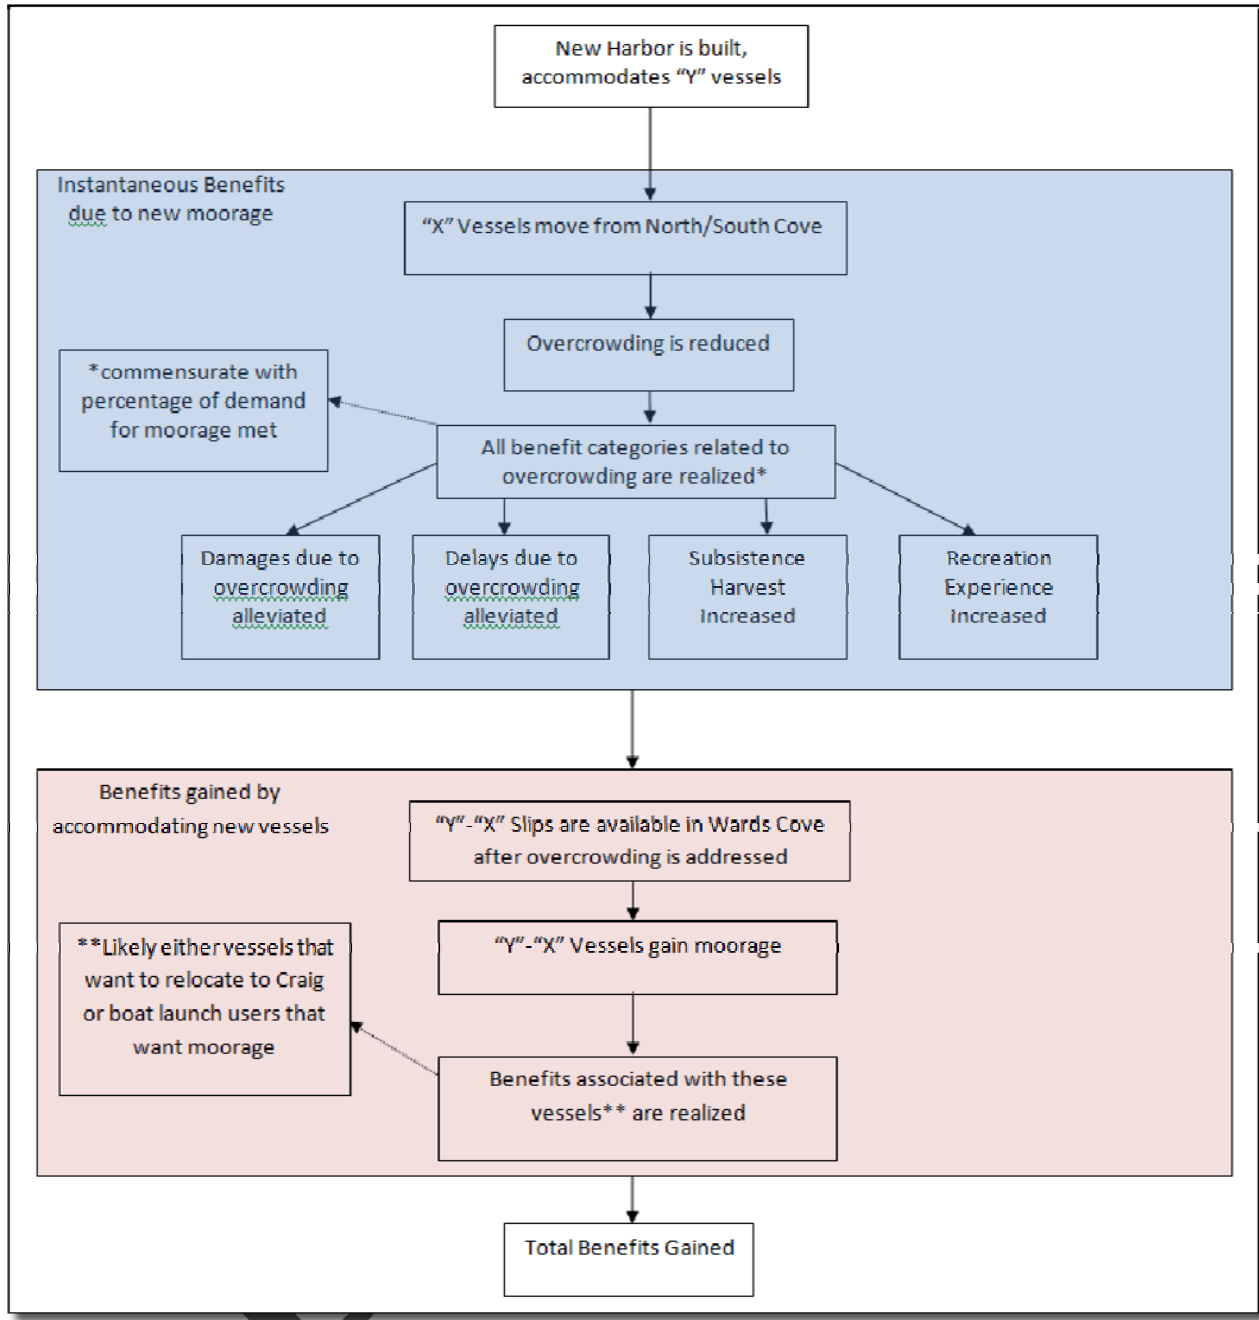 New Harbor is built,
accommodates “Y” vessels
Instantaneous Benefits
due to new moorage
“X” Vessels move from North/South Cove
Overcrowding is reduced
*commensurate with
percentage of demand
for moorage met
All benefit categories related to
overcrowding are realized*
Damages due to
overcrowding
alleviated
Delays due to
overcrowding
alleviated
Subsistence
Harvest
Increased
Recreation
Experience
Increased
Benefits gained by
accommodating new vessels
“Y”-“X” Slips are available in Wards Cove
after overcrowding is addressed
“Y”-“X” Vessels gain moorage
**Likely either vessels that
want to relocate to Craig
or boat launch users that
want moorage
Benefits associated with these
vessels** are realized
Total Benefits Gained